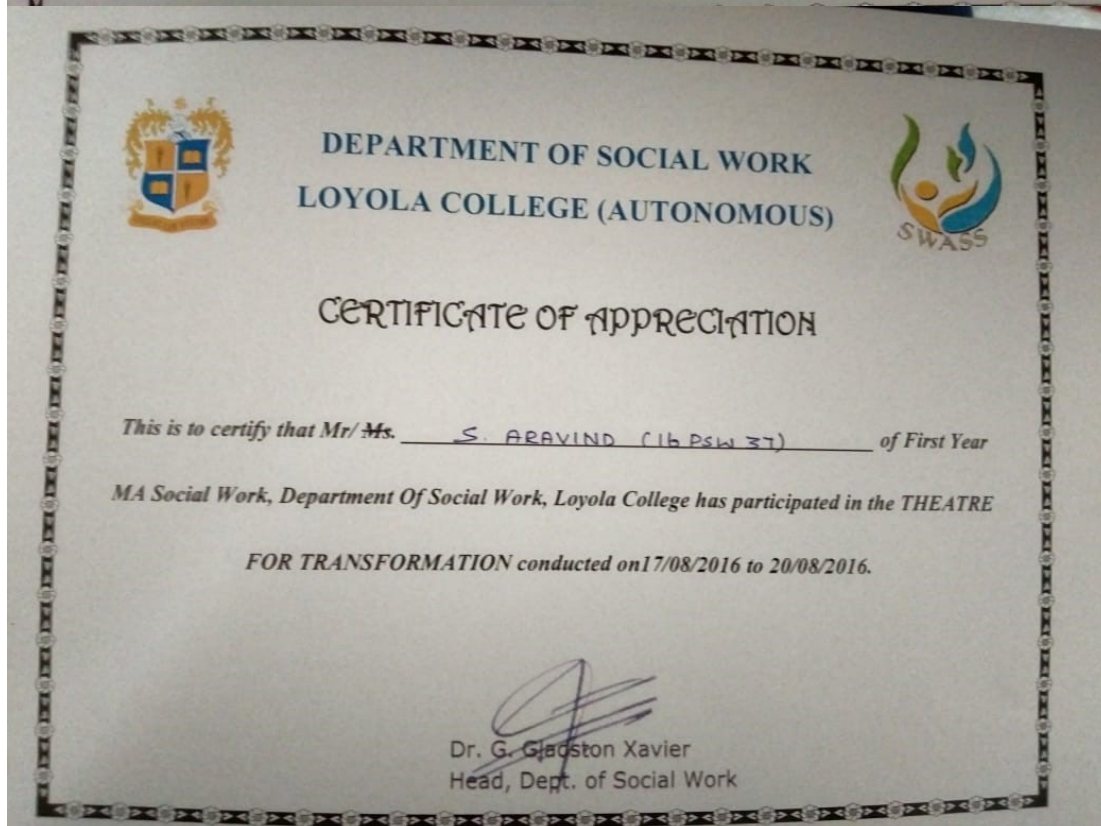 DEPARTMENT OF SOCIAL WORK
LOYOLA COLLEGE (AUTONOMOUS)
SWASS
CERTIFICATE OF APPRECIATION
This is to certify that Mr/ Ms. S. ARAVIND (16 PSW 37) of First Year
MA Social Work, Department Of Social Work, Loyola College has participated in the THEATRE
FOR TRANSFORMATION conducted on17/08/2016 to 20/08/2016.
Dr. G. Gladston Xavier
Head, Dept. of Social Work